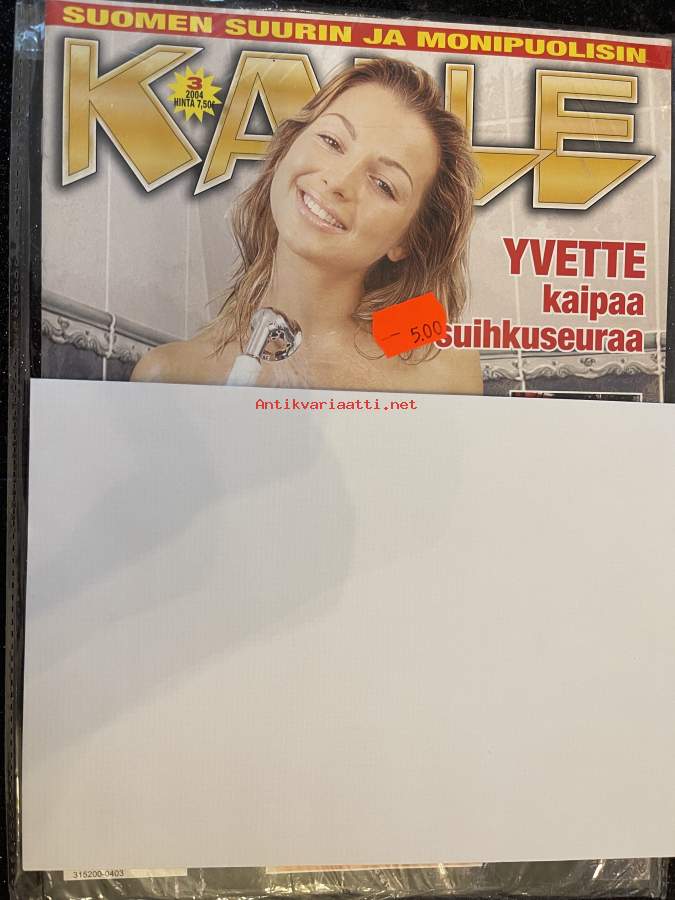 SUOMEN SUURIN JA MONIPUOLISIN
KALLE
3
2004
HINTA 7,50€
YVETTE
kaipaa
suihkuseuraa
— 5.00
Antikvariaatti.net
315200-0403